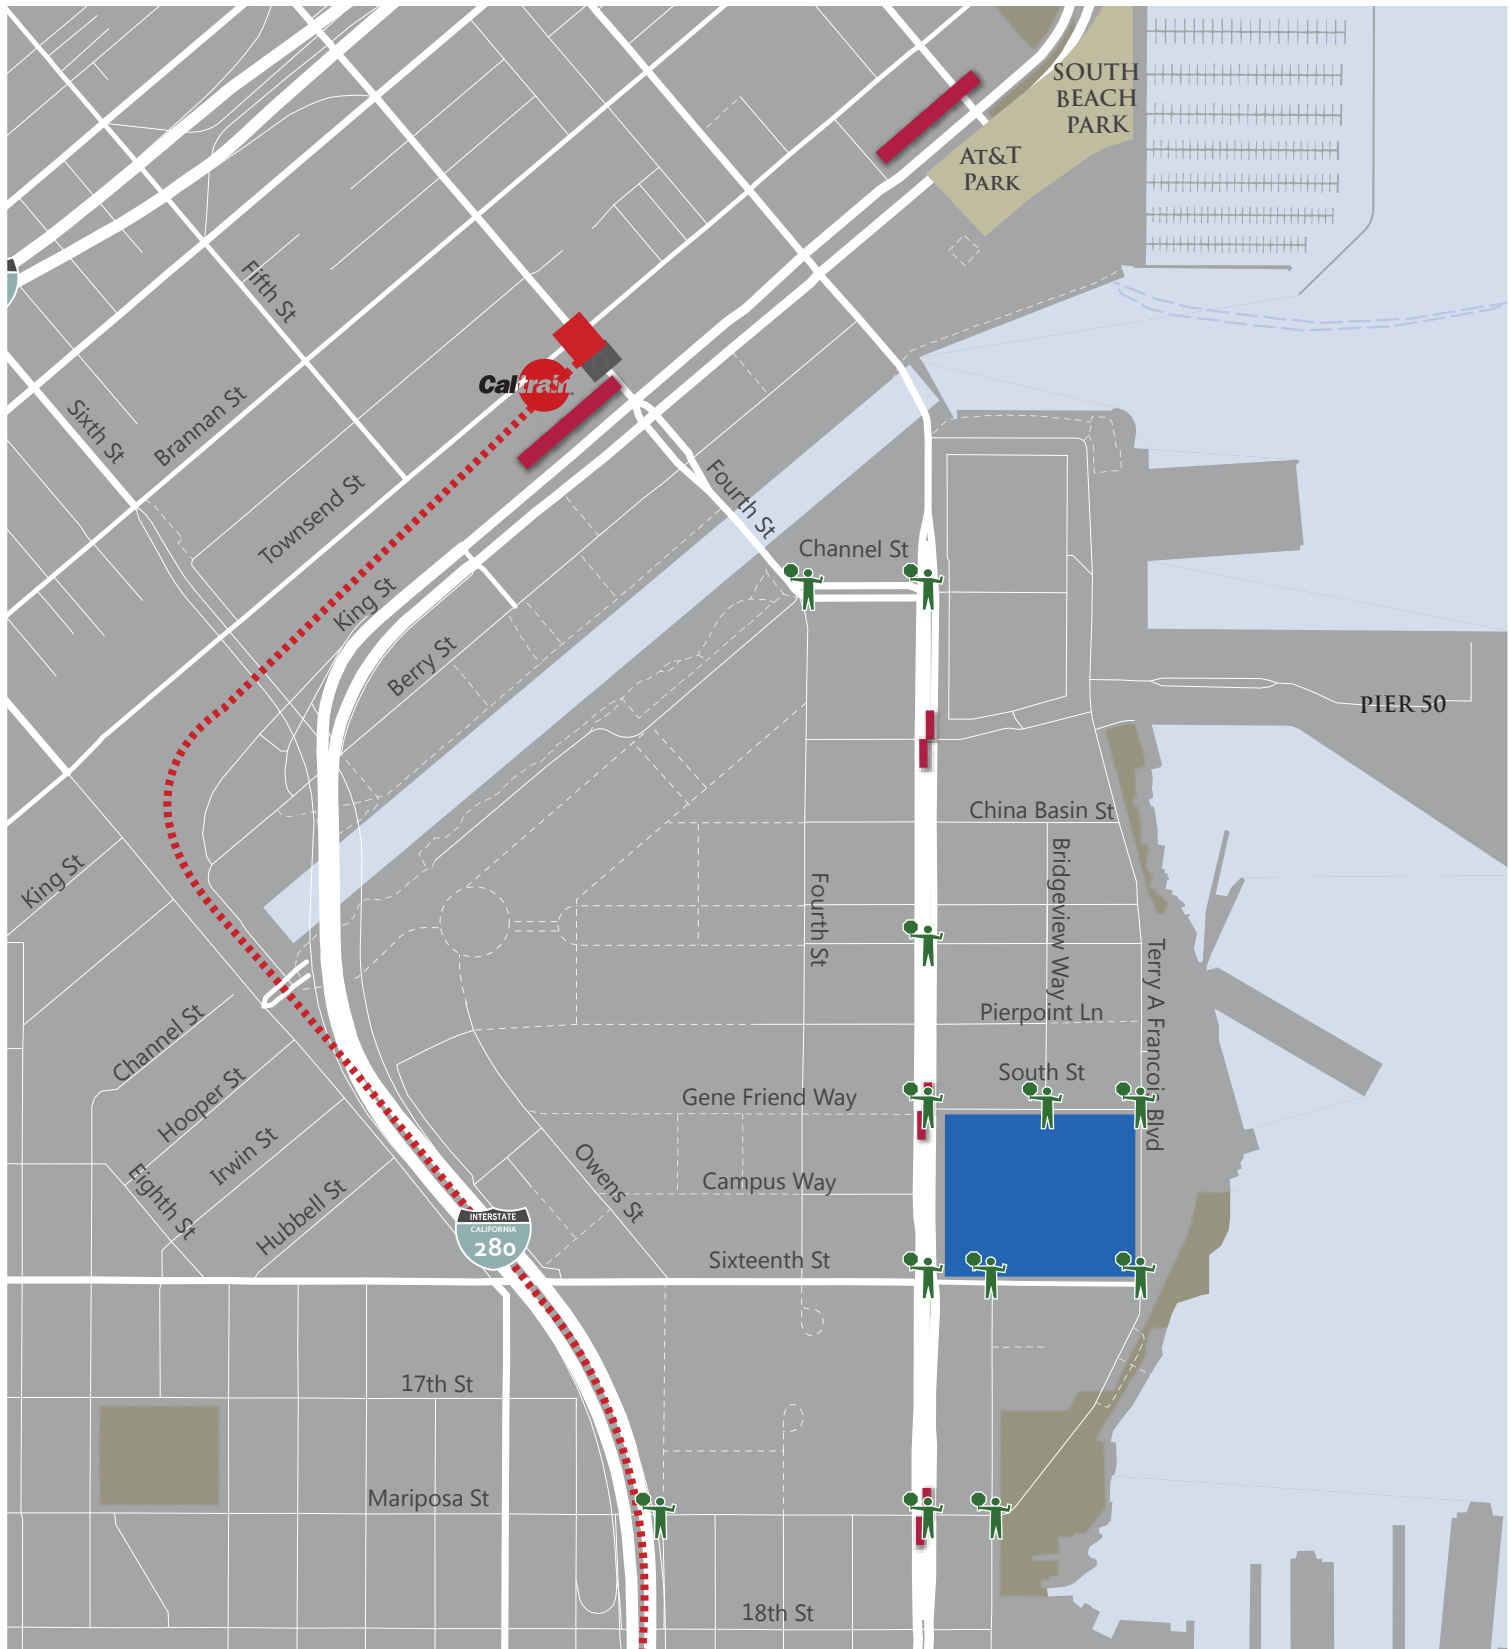 SOUTH
BEACH
PARK
AT&T
PARK
Fifth St
Caltrain
Sixth St
Brannan St
Townsend St
Fourth St
Channel St
King St
Berry St
PIER 50
China Basin St
Bridgeview Way
King St
Fourth St
Terry A Francois Blvd
Pierpoint Ln
Channel St
South St
Hooper St
Gene Friend Way
Irwin St
Owens St
Eighth St
Campus Way
Hubbell St
INTERSTATE
CALIFORNIA
280
Sixteenth St
17th St
Mariposa St
18th St